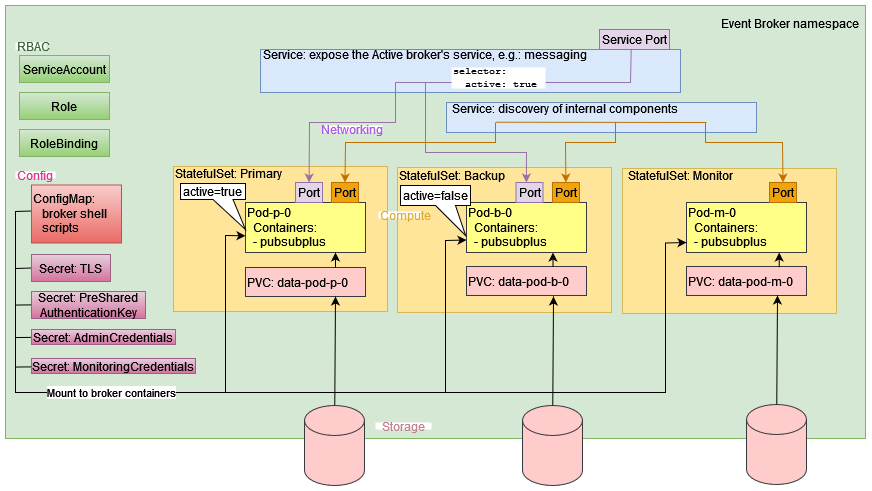 Event Broker namespace
Service Port
RBAC
ServiceAccount
Role
RoleBinding
Service: expose the Active broker's service, e.g.: messaging
selector:
active: true
Service: discovery of internal components
Networking
Config
ConfigMap:
broker shell
scripts
Secret: TLS
Secret: PreShared
AuthenticationKey
Secret: AdminCredentials
Secret: MonitoringCredentials
Mount to broker containers
StatefulSet: Primary
active=true
Port
Port
Pod-p-0
Containers:
- pubsubplus
PVC: data-pod-p-0
Compute
StatefulSet: Backup
active=false
Port
Port
Pod-b-0
Containers:
- pubsubplus
PVC: data-pod-b-0
StatefulSet: Monitor
Port
Pod-m-0
Containers:
- pubsubplus
PVC: data-pod-m-0
Storage